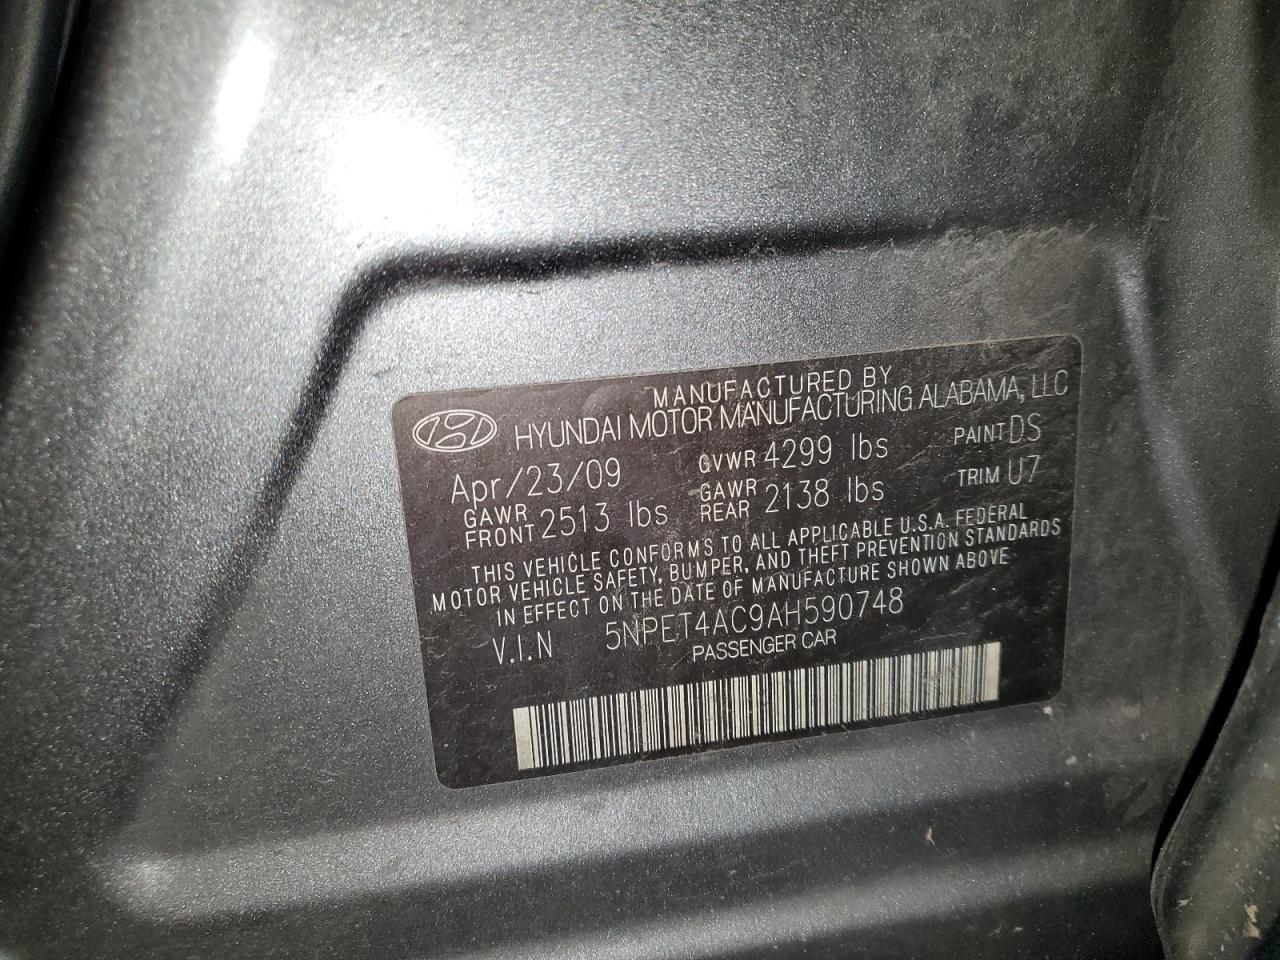 MANUFACTURED BY
HYUNDAI MOTOR MANUFACTURING ALABAMA, LLC
Apr/23/09 GVWR 4299 lbs PAINT DS
GAWR FRONT 2513 lbs GAWR REAR 2138 lbs TRIM U7
THIS VEHICLE CONFORMS TO ALL APPLICABLE U.S.A. FEDERAL
MOTOR VEHICLE SAFETY, BUMPER, AND THEFT PREVENTION STANDARDS
IN EFFECT ON THE DATE OF MANUFACTURE SHOWN ABOVE
V.I.N 5NPET4AC9AH590748
PASSENGER CAR